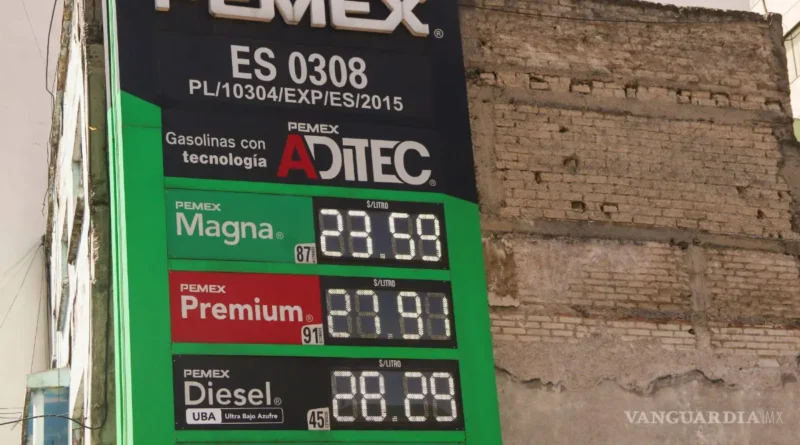 PEMEX®
ES 0308
PL/10304/EXP/ES/2015
Gasolinas con
tecnología
PEMEX
ADiTEC®
PEMEX
Magna®
87
$/LITRO
23.59
PEMEX
Premium®
91
$/LITRO
27.91
PEMEX
Diesel®
UBA Ultra Bajo Azufre
45
$/LITRO
28.29
VANGUARDIA MX